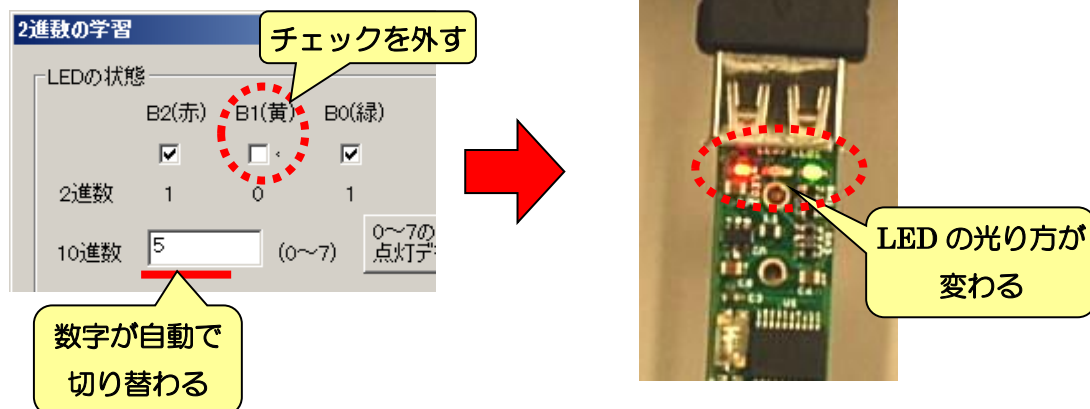 2進数の学習
チェックを外す
LEDの状態
B2(赤) B1(黄) B0(緑)
2進数 1 0 1
10進数 5 (0～7)
0～7の
点灯デ
数字が自動で
切り替わる
LED の光り方が
変わる